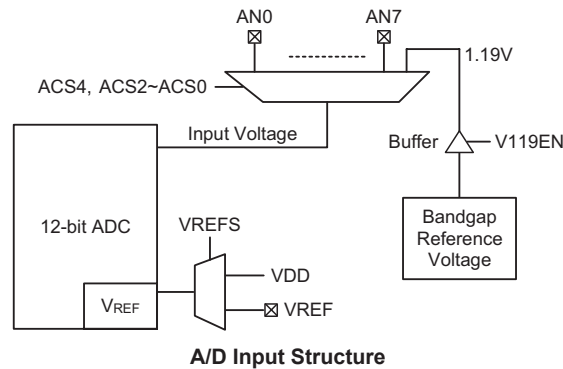 AN0
AN7
1.19V
ACS4, ACS2~ACS0
Input Voltage
Buffer
V119EN
12-bit ADC
VREFS
Bandgap
Reference
Voltage
VDD
VREF
VREF
A/D Input Structure